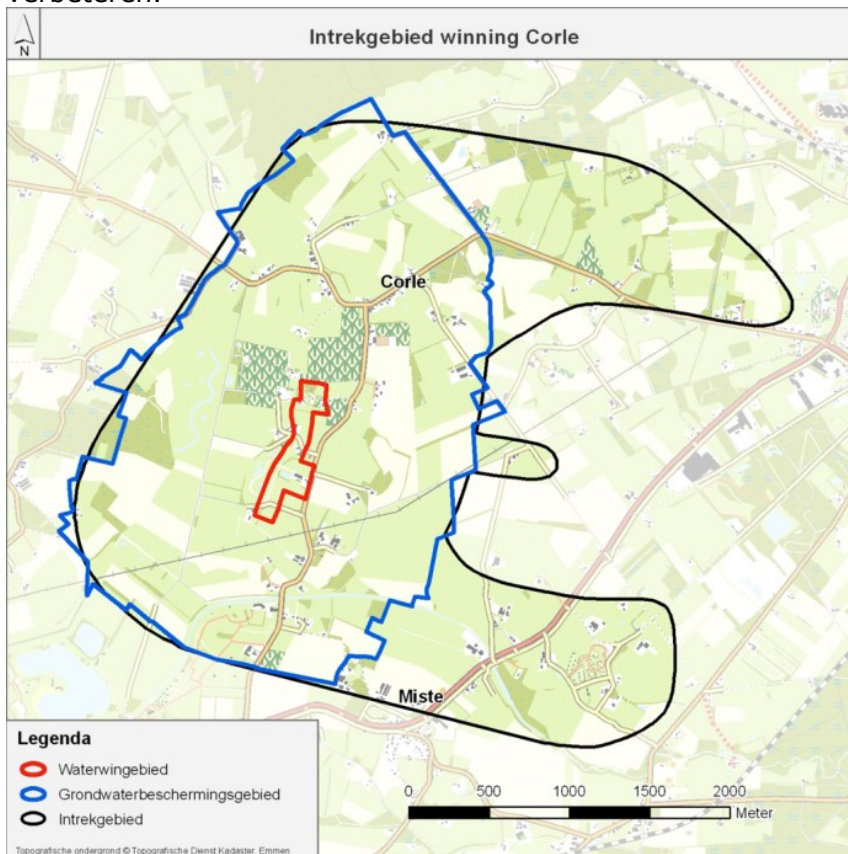 verbeteren.
N
Intrekgebied winning Corle
Corle
Miste
Legenda
Waterwingebied
Grondwaterbeschermingsgebied
Intrekgebied
0 500 1000 1500 2000
Meter
Topografische ondergrond © Topografische Dienst Kadaster, Emmen